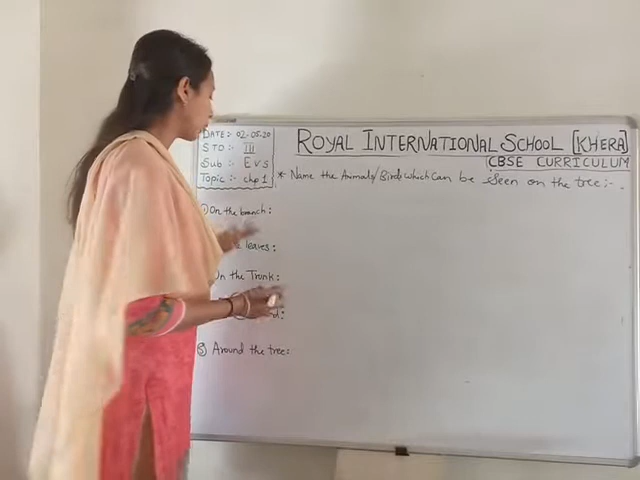 DATE:- 02-05-20
STD:- III
Sub:- EVS
Topic:- chp 1
ROYAL INTERNATIONAL SCHOOL [KHERA]
CBSE CURRICULUM
* Name the Animals/Birds which can be seen on the tree:-.
① On the branch:
leaves:
On the Trunk:
⑤ Around the tree: